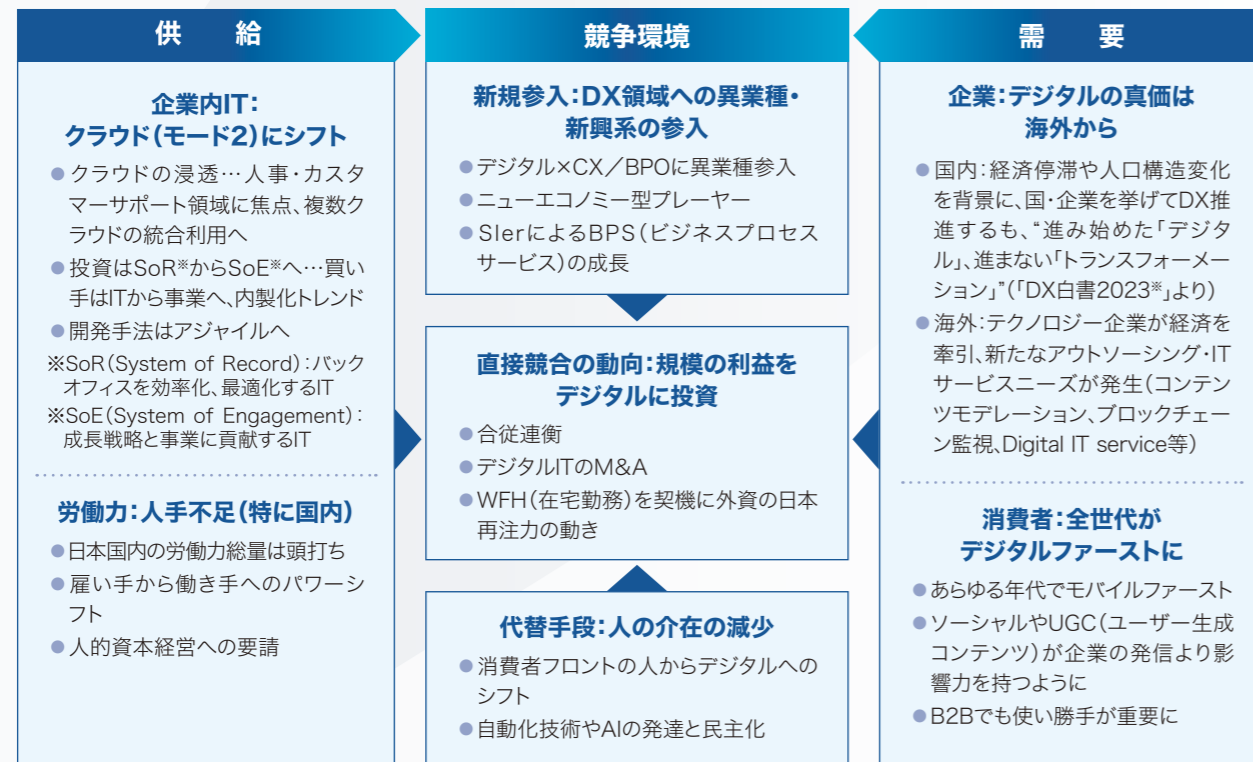 供給
企業内IT：
クラウド（モード2）にシフト
●クラウドの浸透…人事・カスタ
マーサポート領域に焦点、複数ク
ラウドの統合利用へ
●投資はSoR※からSoE※へ…買い
手はITから事業へ、内製化トレンド
●開発手法はアジャイルへ
※SoR（System of Record）：バック
オフィスを効率化、最適化するIT
※SoE（System of Engagement）：
成長戦略と事業に貢献するIT
労働力：人手不足（特に国内）
●日本国内の労働力総量は頭打ち
●雇い手から働き手へのパワーシ
フト
●人的資本経営への要請
競争環境
新規参入：DX領域への異業種・
新興系の参入
●デジタル×CX／BPOに異業種参入
●ニューエコノミー型プレーヤー
●SIerによるBPS（ビジネスプロセス
サービス）の成長
直接競合の動向：規模の利益を
デジタルに投資
●合従連衡
●デジタルITのM&A
●WFH（在宅勤務）を契機に外資の日本
再注力の動き
代替手段：人の介在の減少
●消費者フロントの人からデジタルへの
シフト
●自動化技術やAIの発達と民主化
需要
企業：デジタルの真価は
海外から
●国内：経済停滞や人口構造変化
を背景に、国・企業を挙げてDX推
進するも、“進み始めた「デジタ
ル」、進まない「トランスフォーメー
ション」”（「DX白書2023※」より）
●海外：テクノロジー企業が経済を
牽引、新たなアウトソーシング・IT
サービスニーズが発生（コンテン
ツモデレーション、ブロックチェー
ン監視、Digital IT service等）
消費者：全世代が
デジタルファーストに
●あらゆる年代でモバイルファースト
●ソーシャルやUGC（ユーザー生成
コンテンツ）が企業の発信より影
響力を持つように
●B2Bでも使い勝手が重要に